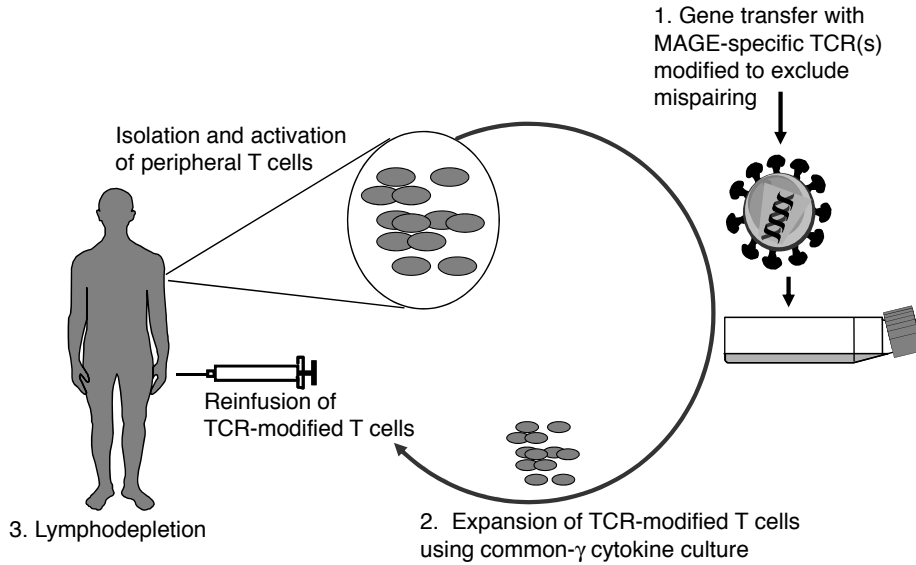 1. Gene transfer with
MAGE-specific TCR(s)
modified to exclude
mispairing
Isolation and activation
of peripheral T cells
Reinfusion of
TCR-modified T cells
3. Lymphodepletion
2. Expansion of TCR-modified T cells
using common-γ cytokine culture